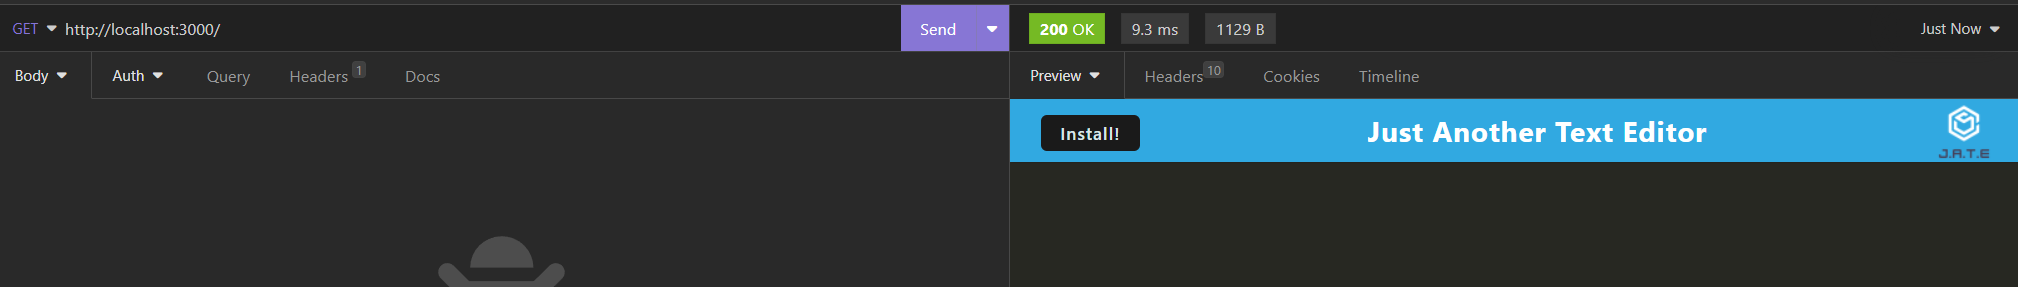 GET http://localhost:3000/ Send 200 OK 9.3 ms 1129 B Just Now
Body Auth Query Headers 1 Docs Preview Headers 10 Cookies Timeline
Install! Just Another Text Editor
J.A.T.E